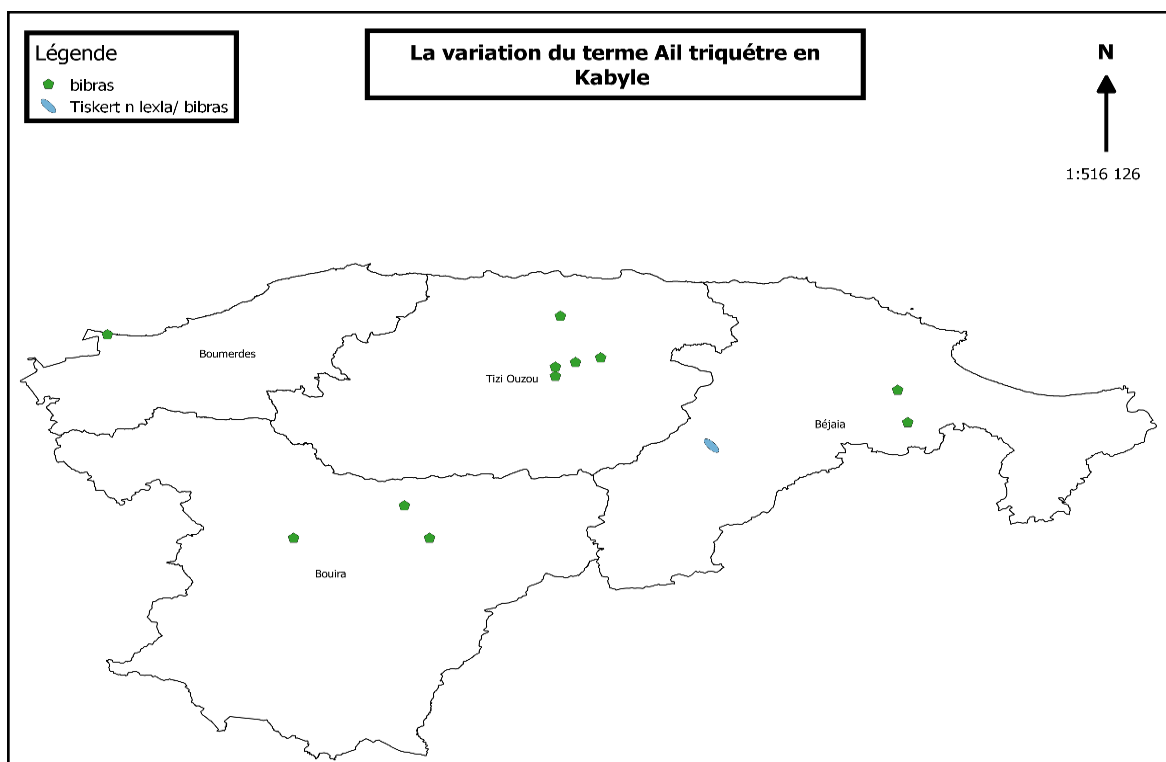 Légende
bibras
Tiskert n lexla/ bibras
La variation du terme Ail triquétre en
Kabyle
N
1:516 126
Boumerdes
Tizi Ouzou
Béjaia
Bouira